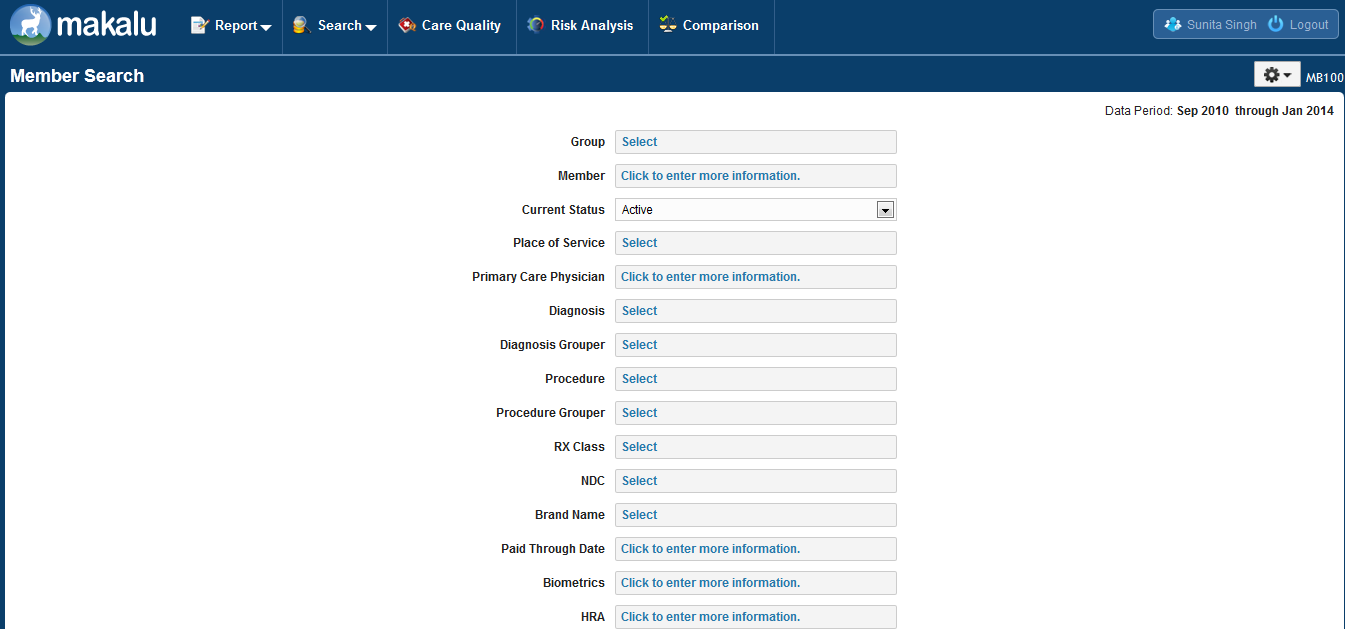 makalu Report Search Care Quality Risk Analysis Comparison Sunita Singh Logout
Member Search MB100
Data Period: Sep 2010 through Jan 2014
Group Select
Member Click to enter more information.
Current Status Active
Place of Service Select
Primary Care Physician Click to enter more information.
Diagnosis Select
Diagnosis Grouper Select
Procedure Select
Procedure Grouper Select
RX Class Select
NDC Select
Brand Name Select
Paid Through Date Click to enter more information.
Biometrics Click to enter more information.
HRA Click to enter more information.